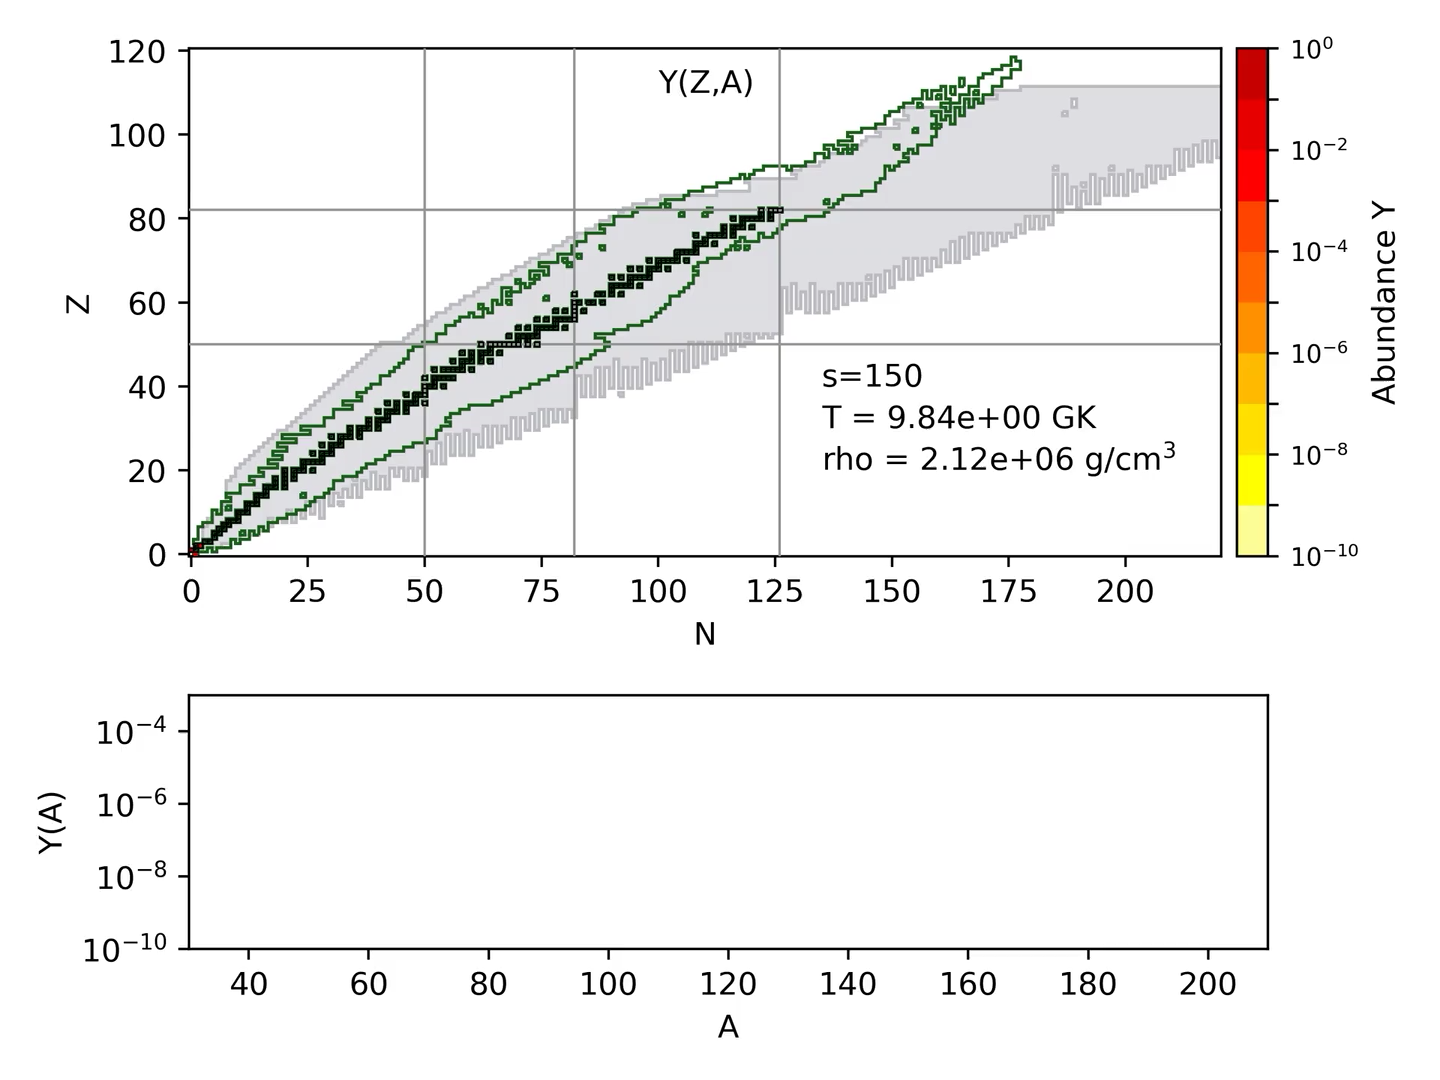 Y(Z,A)
120
100
80
60
40
20
0
Z
0 25 50 75 100 125 150 175 200
N
s=150
T = 9.84e+00 GK
rho = 2.12e+06 g/cm³
10⁰
10⁻²
10⁻⁴
10⁻⁶
10⁻⁸
10⁻¹⁰
Abundance Y
10⁻⁴
10⁻⁶
10⁻⁸
10⁻¹⁰
Y(A)
40 60 80 100 120 140 160 180 200
A